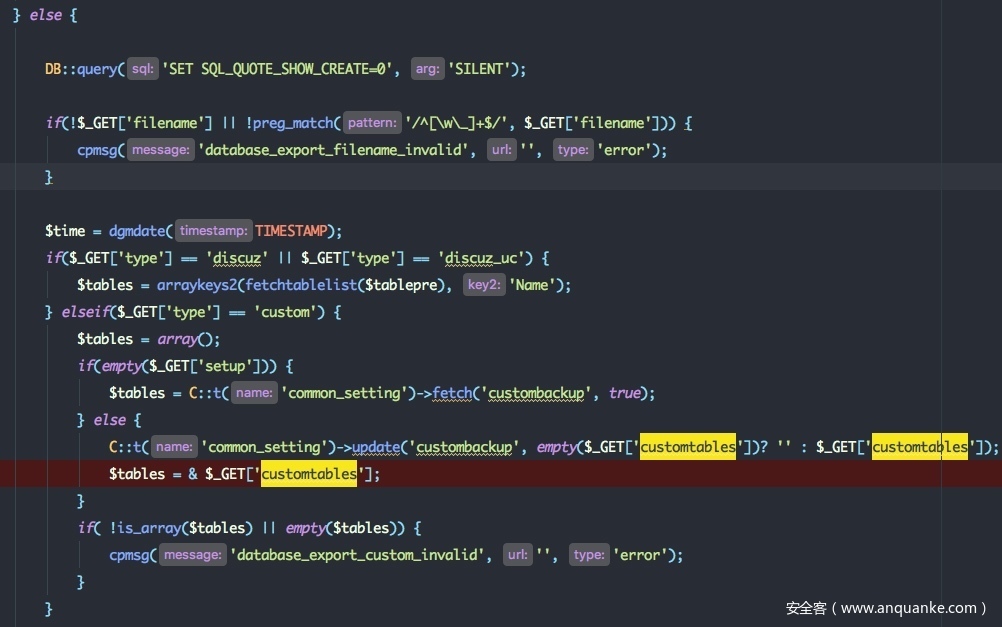 } else {
DB::query( sql: 'SET SQL_QUOTE_SHOW_CREATE=0', arg: 'SILENT');
if(!$_GET['filename'] || !preg_match( pattern: '/^[\w\_]+$/', $_GET['filename'])) {
cpmsg( message: 'database_export_filename_invalid', url: '', type: 'error');
}
$time = dgmdate( timestamp: TIMESTAMP);
if($_GET['type'] == 'discuz' || $_GET['type'] == 'discuz_uc') {
$tables = arraykeys2(fetchtablelist($tablepre), key2: 'Name');
} elseif($_GET['type'] == 'custom') {
$tables = array();
if(empty($_GET['setup'])) {
$tables = C::t( name: 'common_setting')->fetch('custombackup', true);
} else {
C::t( name: 'common_setting')->update('custombackup', empty($_GET['customtables'])? '' : $_GET['customtables']);
$tables = & $_GET['customtables'];
}
if( !is_array($tables) || empty($tables)) {
cpmsg( message: 'database_export_custom_invalid', url: '', type: 'error');
}
}
安全客（www.anquanke.com）